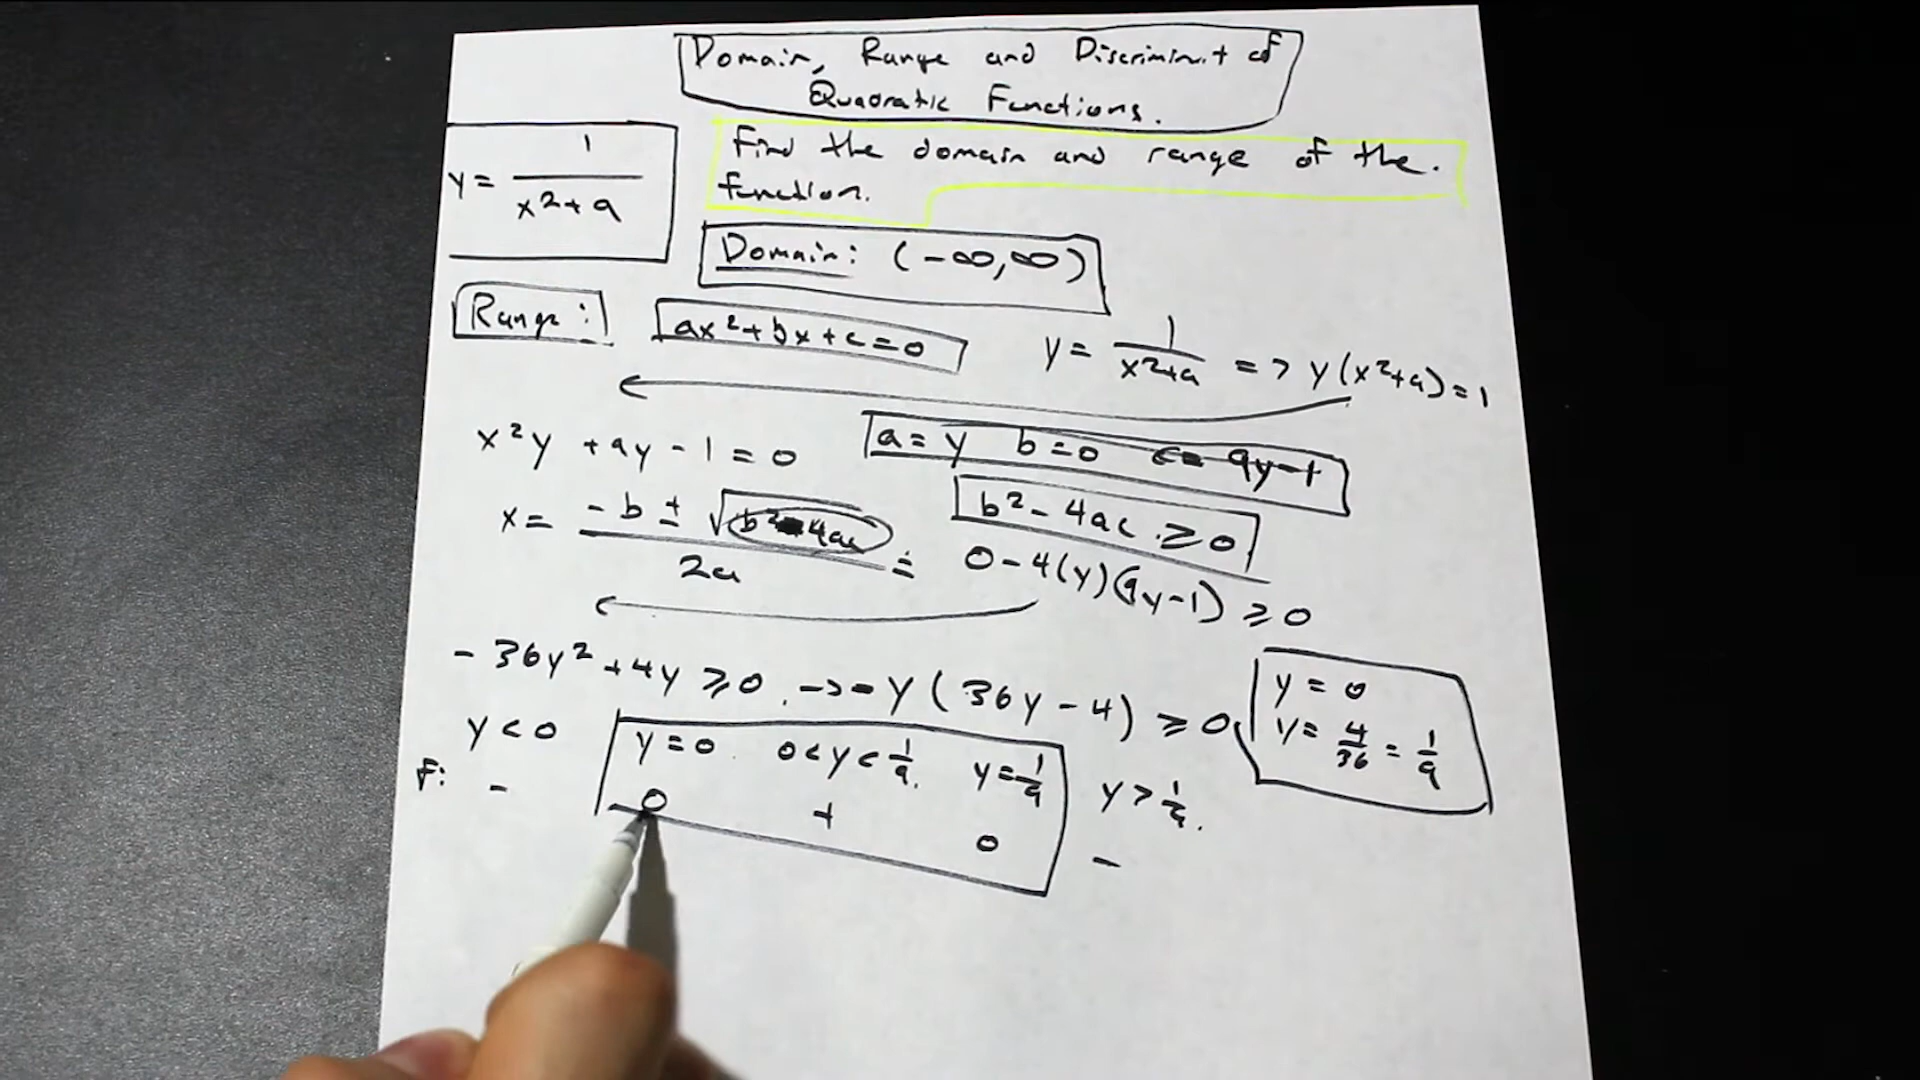 Domain, Range and Discriminant of
Quadratic Functions.
y = 1/(x²+9)
Find the domain and range of the.
function.
Domain: (-∞,∞)
Range:
ax²+bx+c=0
y = 1/(x²+9) => y(x²+9)=1
x²y + 9y - 1 = 0
a = y b = 0 c = 9y-1
x = (-b ± √(b²-4ac))/2a =
b² - 4ac ≥ 0
0 - 4(y)(9y-1) ≥ 0
-36y² + 4y ≥ 0 -> -y(36y - 4) ≥ 0
y = 0
y = 4/36 = 1/9
y < 0 y = 0 0 < y < 1/9 y = 1/9 y > 1/9
F: - 0 + 0 -